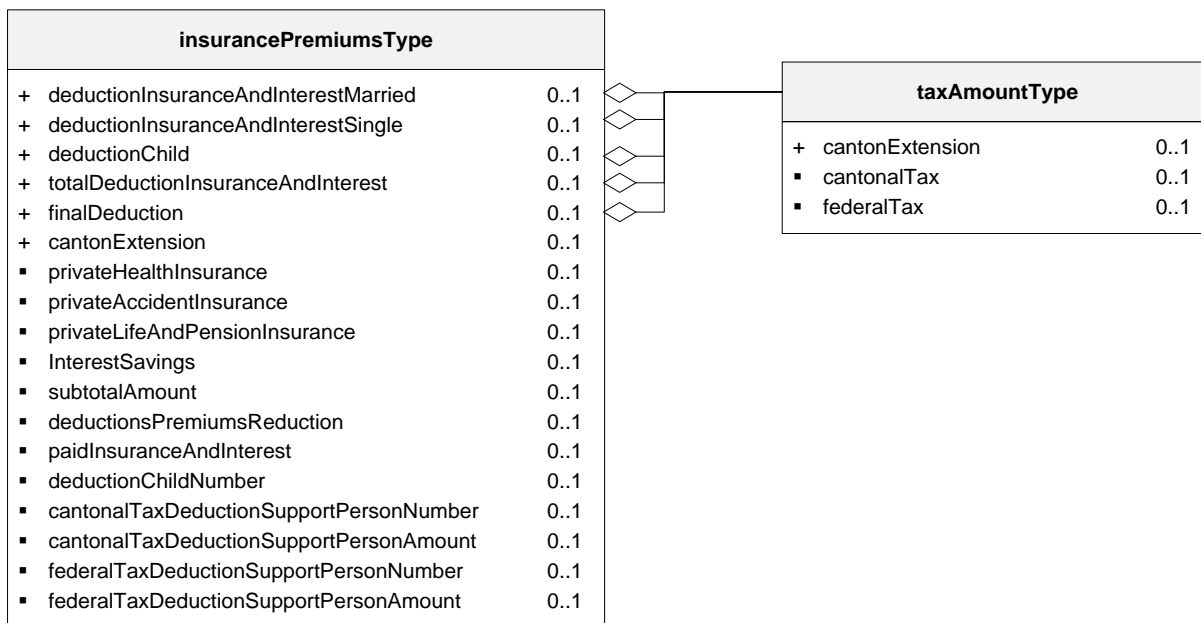 insurancePremiumsType
+ deductionInsuranceAndInterestMarried 0..1
+ deductionInsuranceAndInterestSingle 0..1
+ deductionChild 0..1
+ totalDeductionInsuranceAndInterest 0..1
+ finalDeduction 0..1
+ cantonExtension 0..1
▪ privateHealthInsurance 0..1
▪ privateAccidentInsurance 0..1
▪ privateLifeAndPensionInsurance 0..1
▪ InterestSavings 0..1
▪ subtotalAmount 0..1
▪ deductionsPremiumsReduction 0..1
▪ paidInsuranceAndInterest 0..1
▪ deductionChildNumber 0..1
▪ cantonalTaxDeductionSupportPersonNumber 0..1
▪ cantonalTaxDeductionSupportPersonAmount 0..1
▪ federalTaxDeductionSupportPersonNumber 0..1
▪ federalTaxDeductionSupportPersonAmount 0..1
taxAmountType
+ cantonExtension 0..1
▪ cantonalTax 0..1
▪ federalTax 0..1